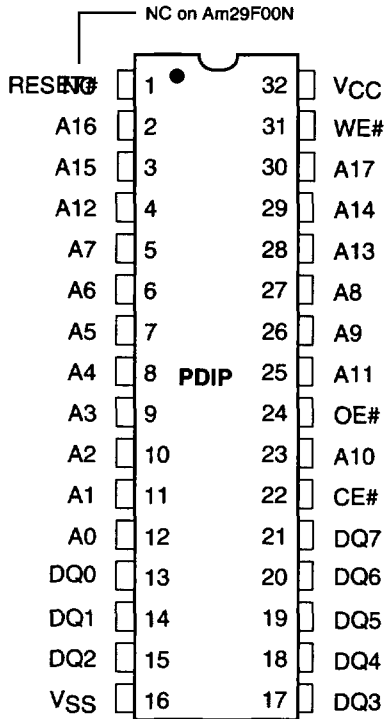 NC on Am29F00N
RESET# 1 32 VCC
A16 2 31 WE#
A15 3 30 A17
A12 4 29 A14
A7 5 28 A13
A6 6 27 A8
A5 7 26 A9
A4 8 PDIP 25 A11
A3 9 24 OE#
A2 10 23 A10
A1 11 22 CE#
A0 12 21 DQ7
DQ0 13 20 DQ6
DQ1 14 19 DQ5
DQ2 15 18 DQ4
VSS 16 17 DQ3